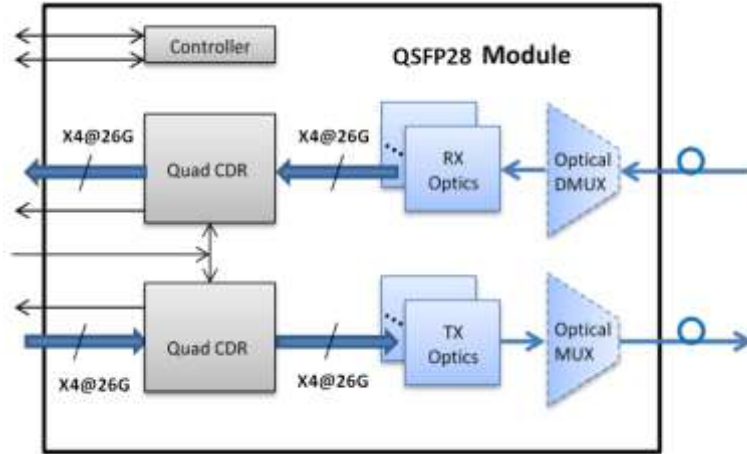 Controller
QSFP28 Module
X4@26G
X4@26G
Quad CDR
RX
Optics
Optical
DMUX
Quad CDR
TX
Optics
Optical
MUX
X4@26G
X4@26G